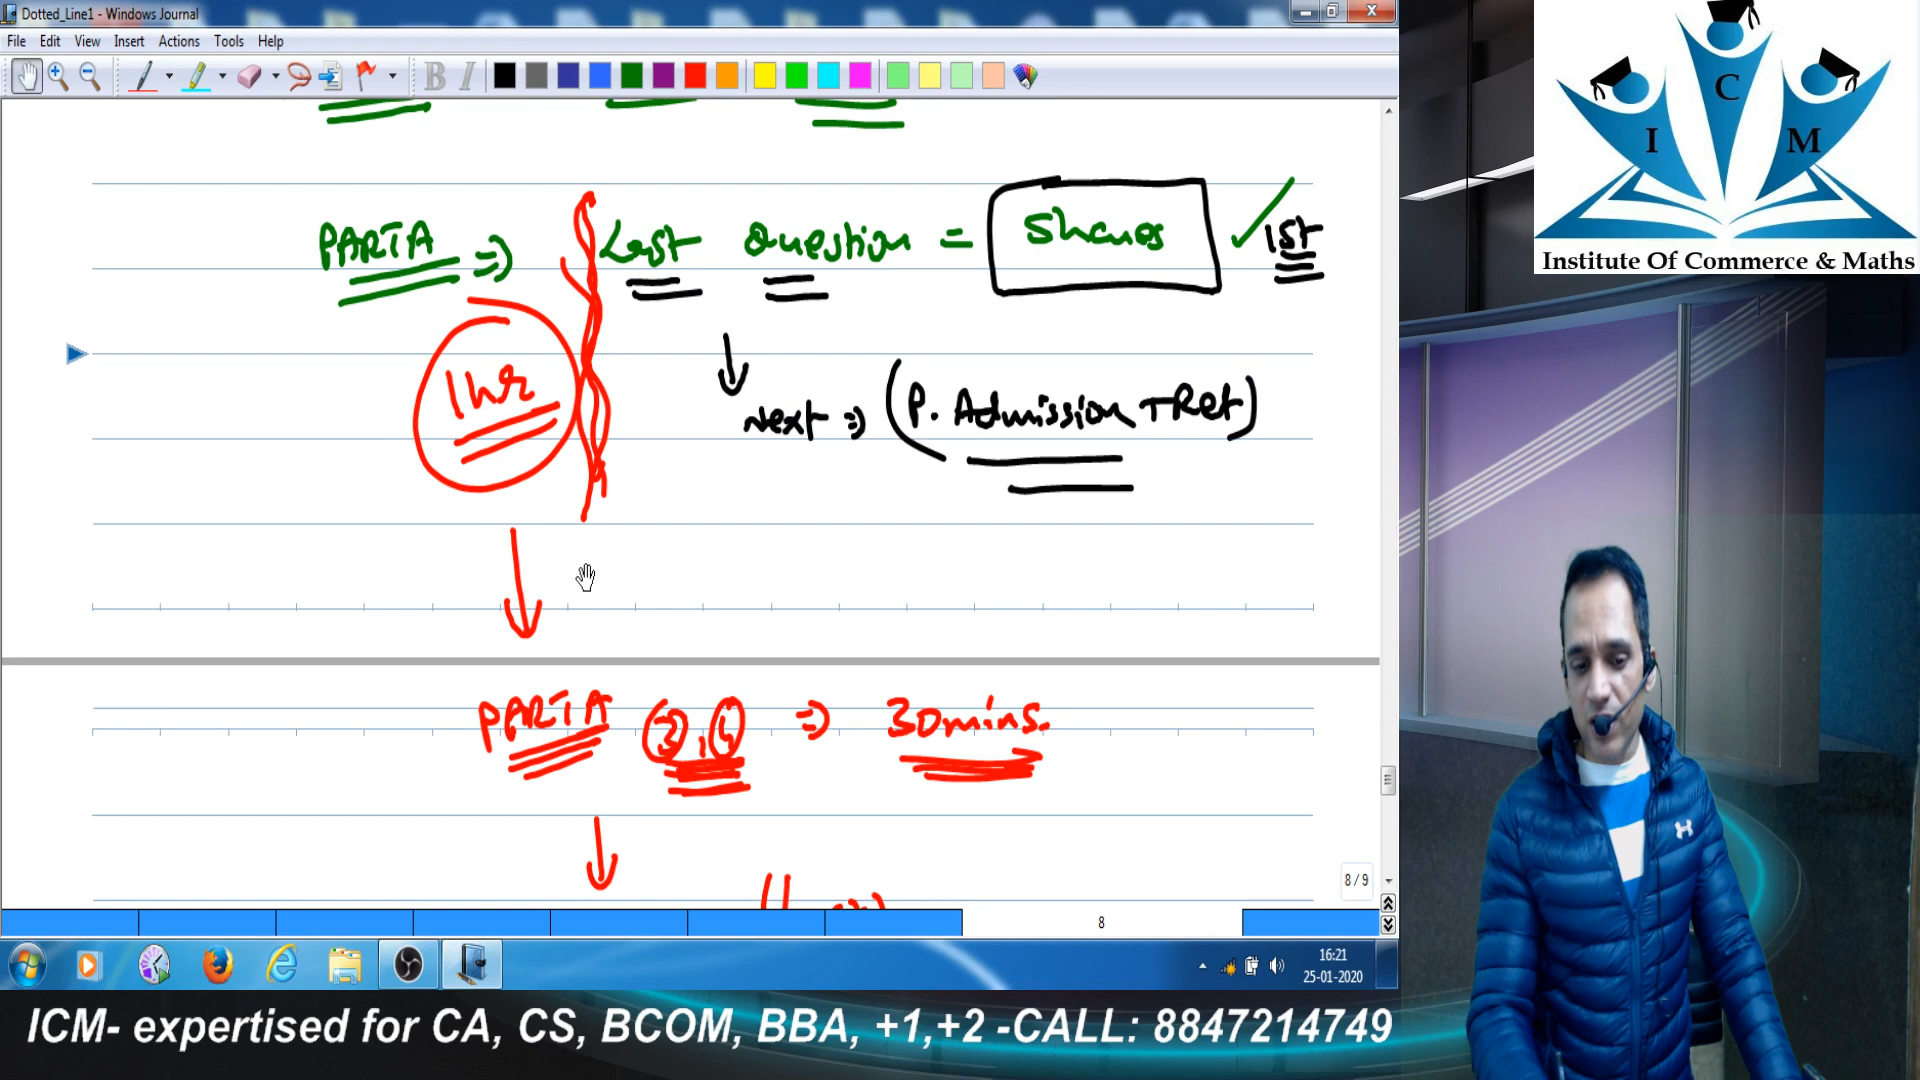 Dotted_Line1 - Windows Journal
File Edit View Insert Actions Tools Help
B I
I C M
Institute Of Commerce & Maths
PARTA => Last Question = Shares 1st
1hr
Next => (P. Admission + Ret)
PARTA 3, 4 => 30mins.
8 / 9
8
16:21
25-01-2020
ICM- expertised for CA, CS, BCOM, BBA, +1,+2 -CALL: 8847214749